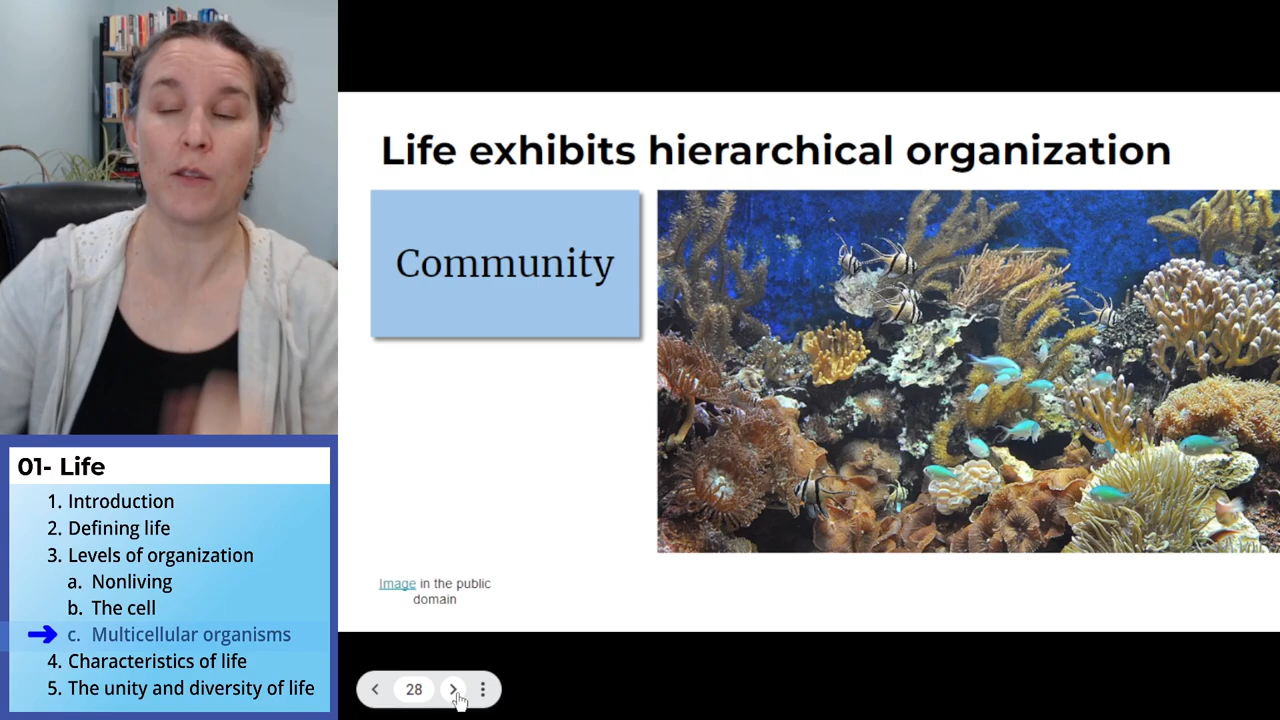 Life exhibits hierarchical organization
Community
Image in the public
domain
01- Life
1. Introduction
2. Defining life
3. Levels of organization
a. Nonliving
b. The cell
c. Multicellular organisms
4. Characteristics of life
5. The unity and diversity of life
28